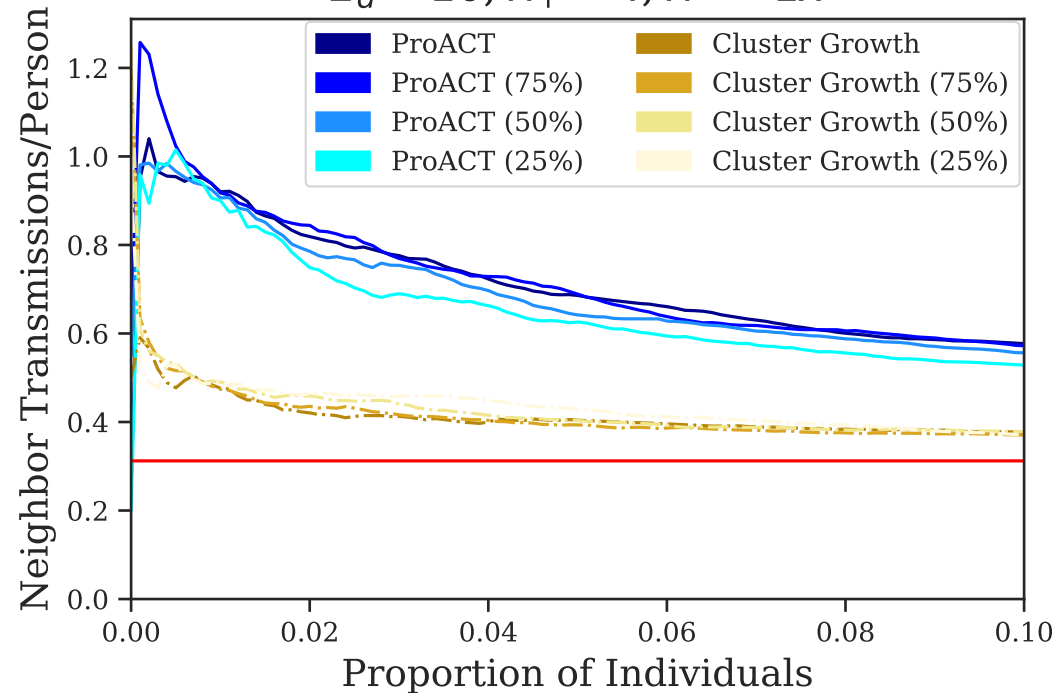 Neighbor Transmissions/Person
1.2
1.0
0.8
0.6
0.4
0.2
0.0
ProACT
ProACT (75%)
ProACT (50%)
ProACT (25%)
Cluster Growth
Cluster Growth (75%)
Cluster Growth (50%)
Cluster Growth (25%)
0.00
0.02
0.04
0.06
0.08
0.10
Proportion of Individuals